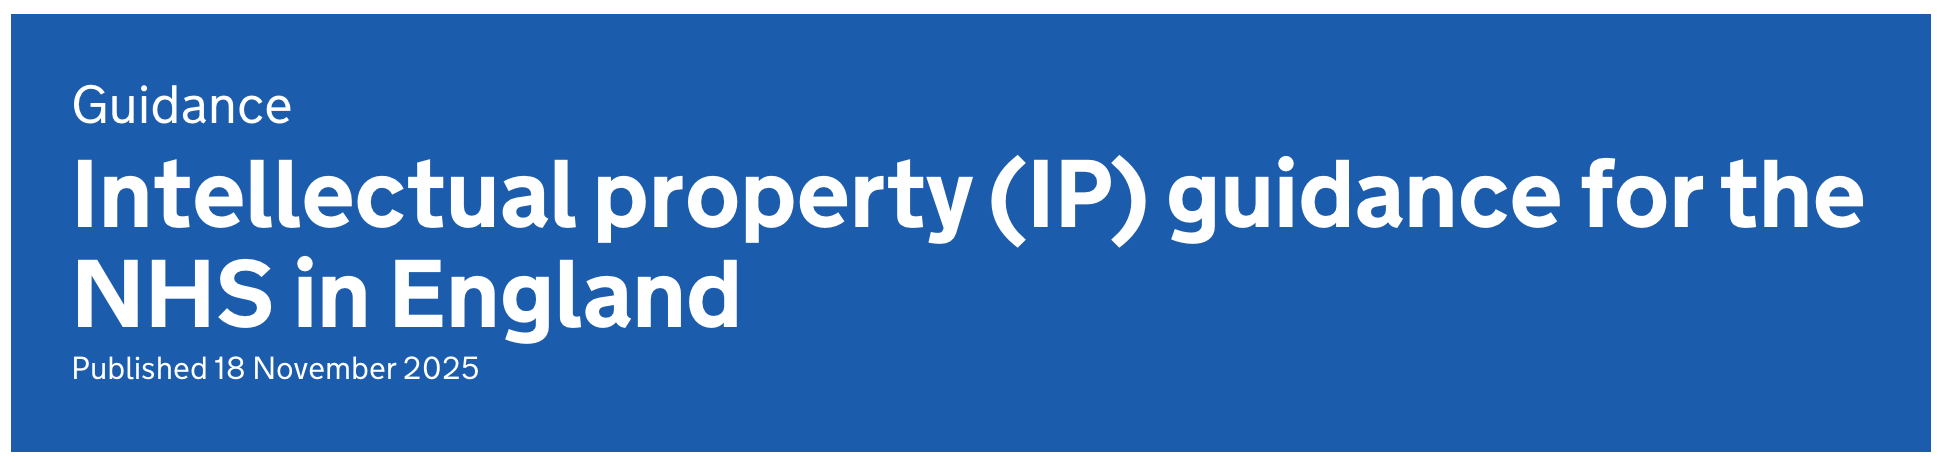 Guidance
Intellectual property (IP) guidance for the
NHS in England
Published 18 November 2025